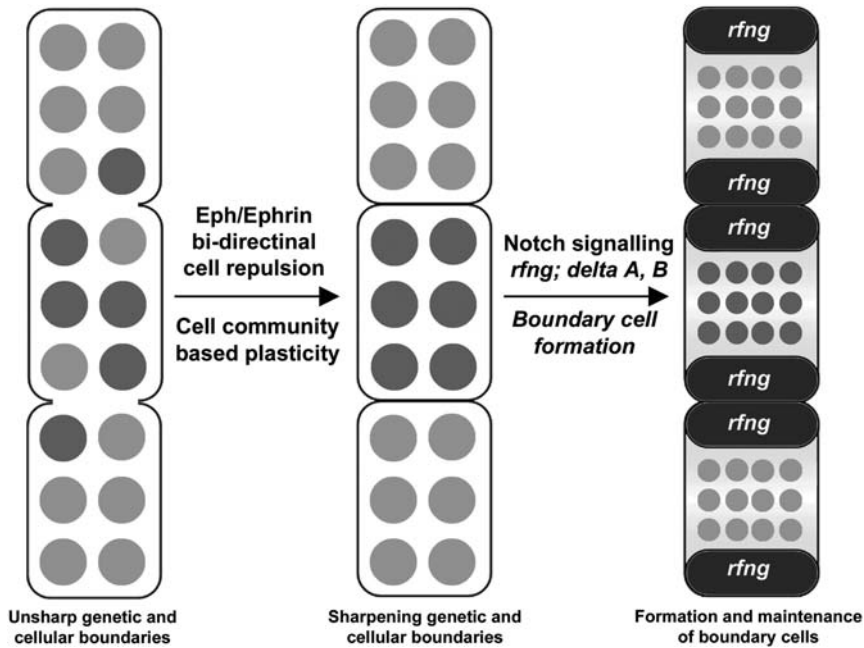 Eph/Ephrin
bi-directinal
cell repulsion
Cell community
based plasticity
Notch signalling
rfng; delta A, B
Boundary cell
formation
rfng
rfng
rfng
rfng
rfng
rfng
Unsharp genetic and
cellular boundaries
Sharpening genetic and
cellular boundaries
Formation and maintenance
of boundary cells